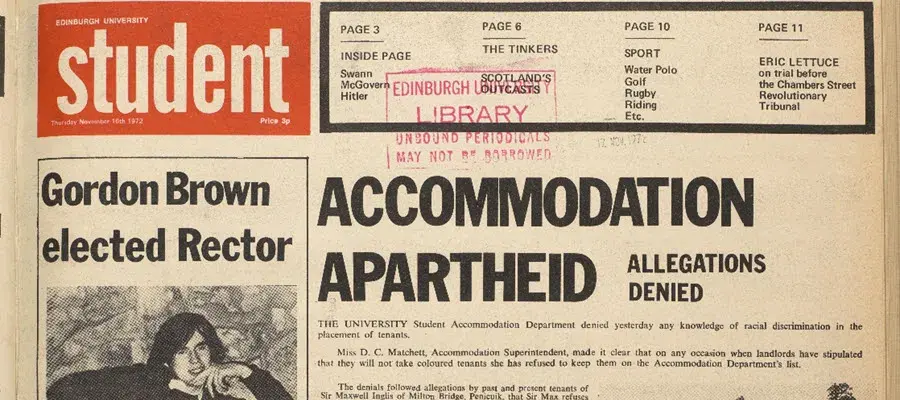 EDINBURGH UNIVERSITY
student
Thursday November 16th 1972
Price 3p
PAGE 3
INSIDE PAGE
Swann
McGovern
Hitler
PAGE 6
THE TINKERS
SCOTLAND'S
OUTCASTS
PAGE 10
SPORT
Water Polo
Golf
Rugby
Riding
Etc.
PAGE 11
ERIC LETTUCE
on trial before
the Chambers Street
Revolutionary
Tribunal
EDINBURGH UNIVERSITY
LIBRARY
UNBOUND PERIODICALS
MAY NOT BE BORROWED
Gordon Brown
elected Rector
ACCOMMODATION
APARTHEID
ALLEGATIONS
DENIED
THE UNIVERSITY Student Accommodation Department denied yesterday any knowledge of racial discrimination in the
placement of tenants.
Miss D. C. Matchett, Accommodation Superintendent, made it clear that on any occasion when landlords have stipulated
that they will not take coloured tenants she has refused to keep them on the Accommodation Department's list.
The denials followed allegations by past and present tenants of
Sir Maxwell Inglis of Milton Bridge, Penicuik, that Sir Max refuses